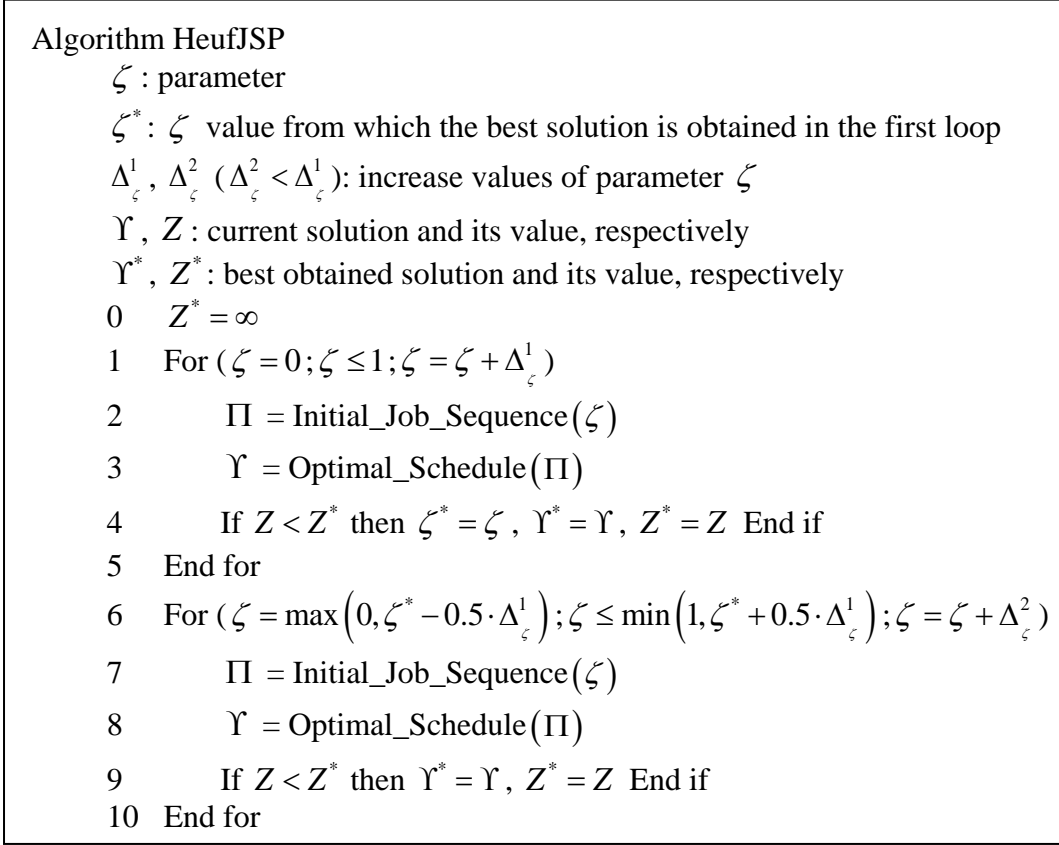 Algorithm HeufJSP
ζ : parameter
ζ* : ζ value from which the best solution is obtained in the first loop
Δ¹_ζ , Δ²_ζ ( Δ²_ζ < Δ¹_ζ ): increase values of parameter ζ
ϒ , Z : current solution and its value, respectively
ϒ* , Z* : best obtained solution and its value, respectively
0 Z* = ∞
1 For ( ζ = 0 ; ζ ≤ 1 ; ζ = ζ + Δ¹_ζ )
2 Π = Initial_Job_Sequence(ζ)
3 ϒ = Optimal_Schedule(Π)
4 If Z < Z* then ζ* = ζ , ϒ* = ϒ , Z* = Z End if
5 End for
6 For ( ζ = max(0, ζ* − 0.5 · Δ¹_ζ) ; ζ ≤ min(1, ζ* + 0.5 · Δ¹_ζ) ; ζ = ζ + Δ²_ζ )
7 Π = Initial_Job_Sequence(ζ)
8 ϒ = Optimal_Schedule(Π)
9 If Z < Z* then ϒ* = ϒ , Z* = Z End if
10 End for